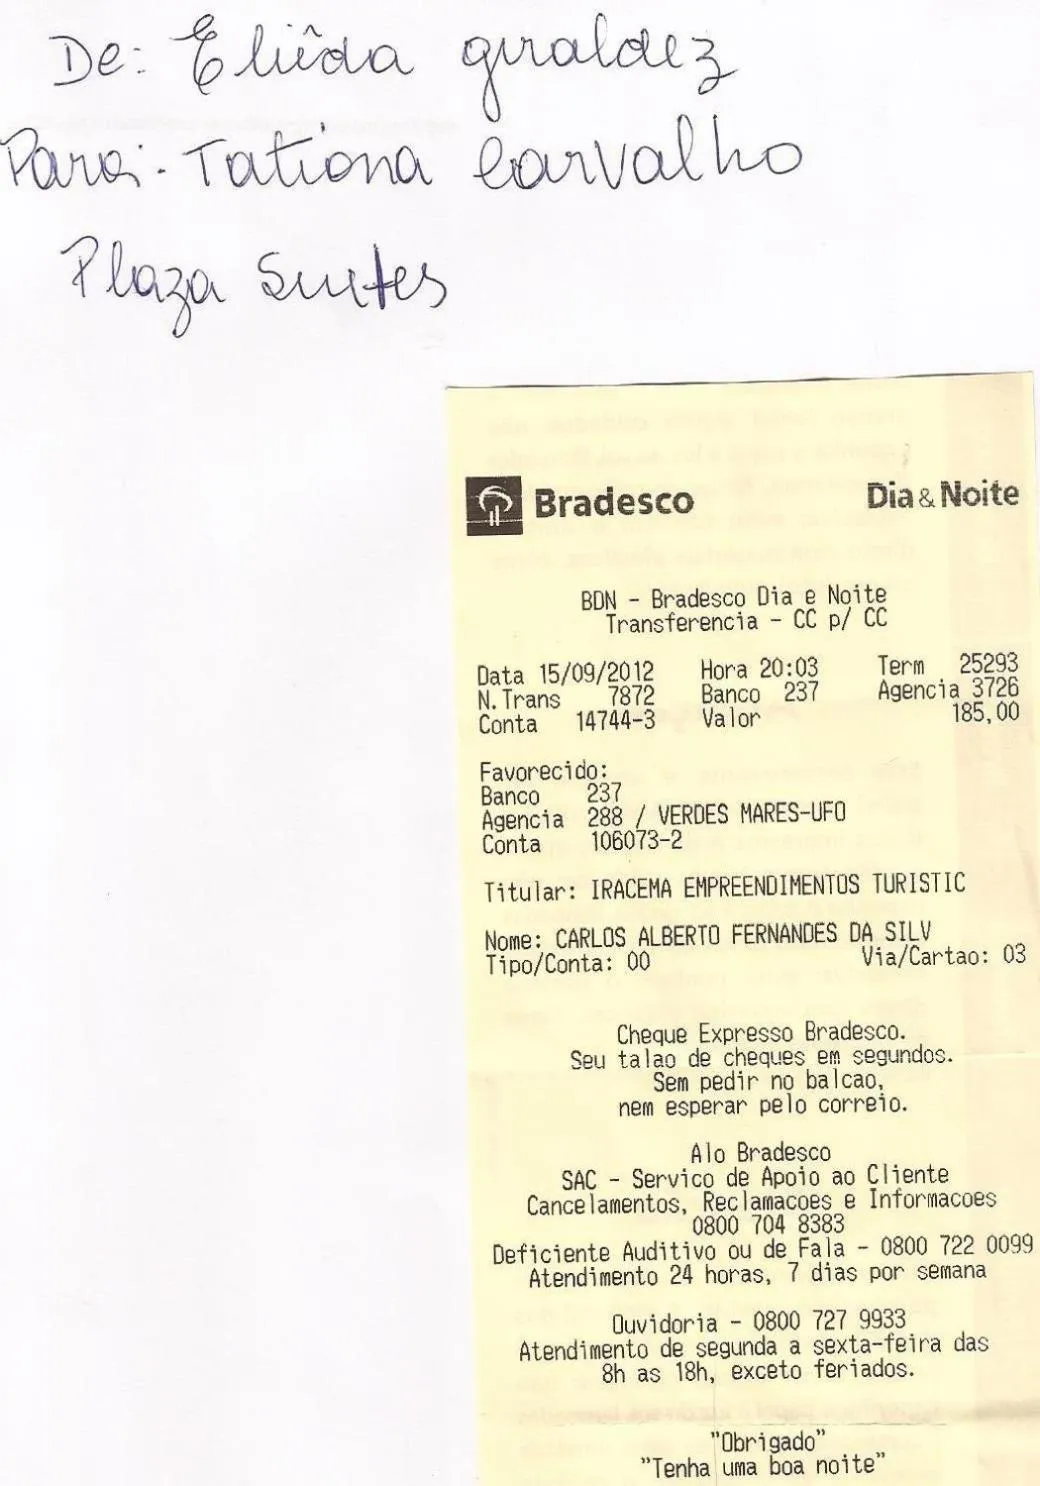 De: Eliêda giraldez
Para: Tatiana Carvalho
Plaza Suites
Bradesco Dia & Noite
BDN - Bradesco Dia e Noite
Transferencia - CC p/ CC
Data 15/09/2012 Hora 20:03 Term 25293
N.Trans 7872 Banco 237 Agencia 3726
Conta 14744-3 Valor 185,00
Favorecido:
Banco 237
Agencia 288 / VERDES MARES-UFO
Conta 106073-2
Titular: IRACEMA EMPREENDIMENTOS TURISTIC
Nome: CARLOS ALBERTO FERNANDES DA SILV
Tipo/Conta: 00 Via/Cartao: 03
Cheque Expresso Bradesco.
Seu talao de cheques em segundos.
Sem pedir no balcao,
nem esperar pelo correio.
Alo Bradesco
SAC - Servico de Apoio ao Cliente
Cancelamentos, Reclamacoes e Informacoes
0800 704 8383
Deficiente Auditivo ou de Fala - 0800 722 0099
Atendimento 24 horas, 7 dias por semana
Ouvidoria - 0800 727 9933
Atendimento de segunda a sexta-feira das
8h as 18h, exceto feriados.
"Obrigado"
"Tenha uma boa noite"